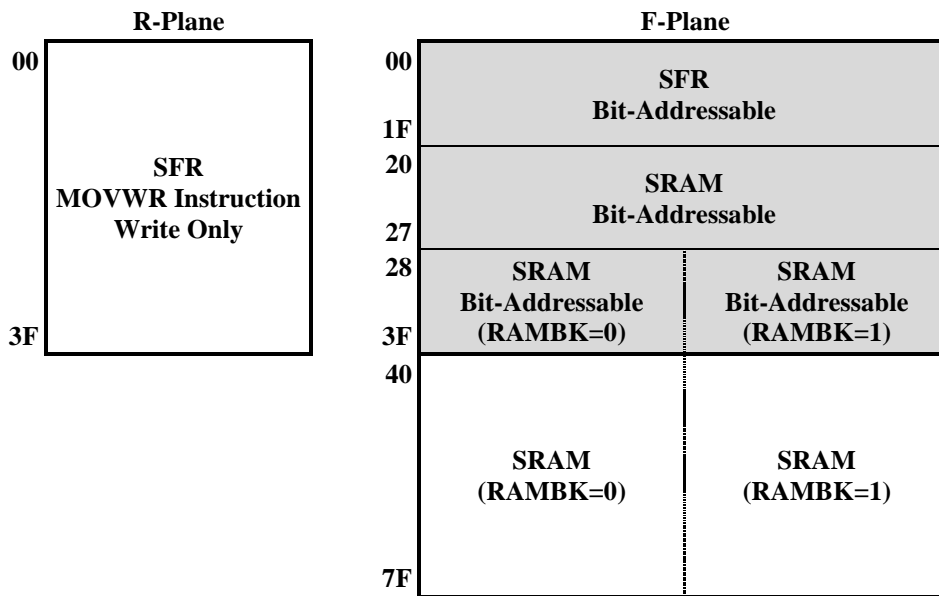 R-Plane
00
SFR
MOVWR Instruction
Write Only
3F
F-Plane
00
SFR
Bit-Addressable
1F
20
SRAM
Bit-Addressable
27
28
SRAM
Bit-Addressable
(RAMBK=0)
SRAM
Bit-Addressable
(RAMBK=1)
3F
40
SRAM
(RAMBK=0)
SRAM
(RAMBK=1)
7F